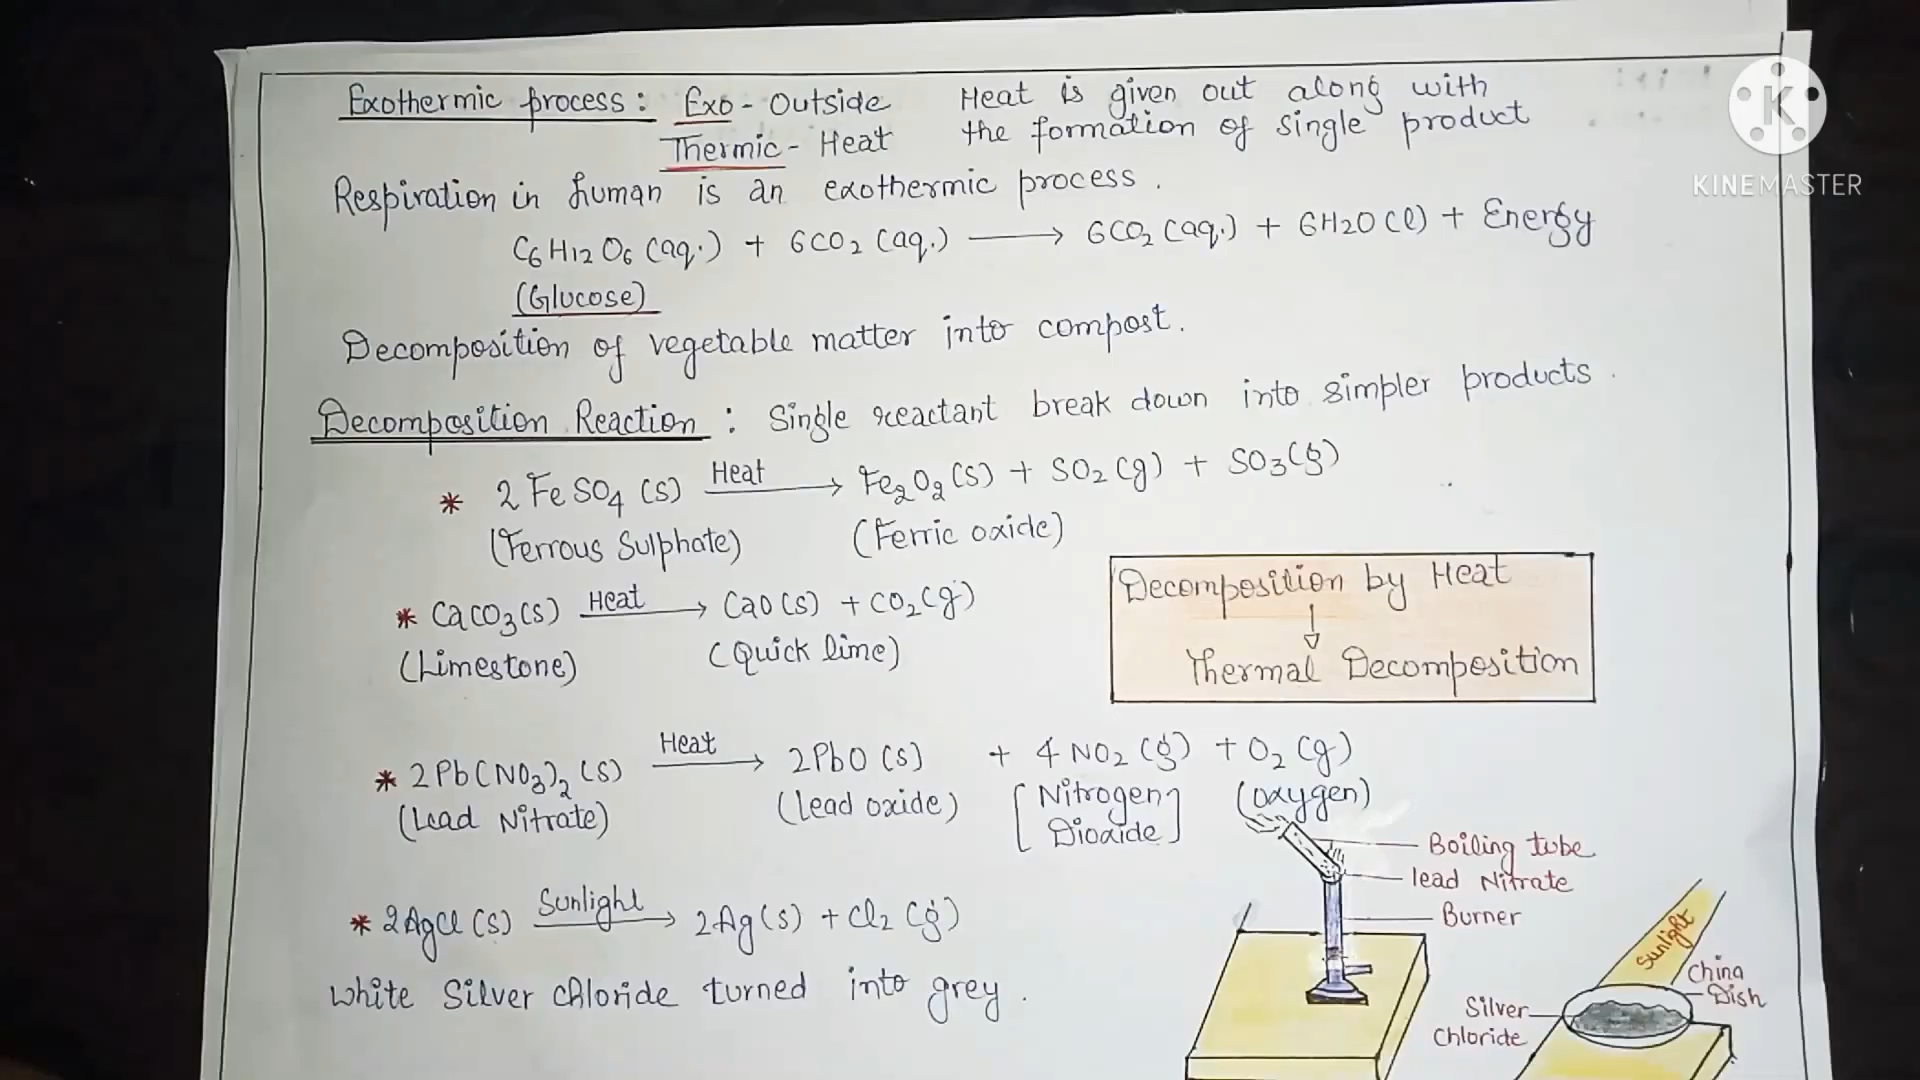 Exothermic process: Exo - Outside Heat is given out along with
Thermic - Heat the formation of single product
KINEMASTER
Respiration in human is an exothermic process.
C6H12O6 (aq.) + 6CO2 (aq.) → 6CO2 (aq.) + 6H2O (l) + Energy
(Glucose)
Decomposition of vegetable matter into compost.
Decomposition Reaction : Single reactant break down into simpler products.
* 2 FeSO4 (s) Heat → Fe2O2 (s) + SO2 (g) + SO3 (g)
(Ferrous Sulphate) (Ferric oxide)
* CaCO3 (s) Heat → CaO (s) + CO2 (g)
(Limestone) (Quick lime)
Decomposition by Heat
↓
Thermal Decomposition
* 2Pb(NO3)2 (s) Heat → 2PbO (s) + 4 NO2 (g) + O2 (g)
(Lead Nitrate) (Lead oxide) [Nitrogen Dioxide] (Oxygen)
* 2AgCl (s) Sunlight → 2Ag (s) + Cl2 (g)
white Silver Chloride turned into grey.
Boiling tube
lead Nitrate
Burner
Sunlight
China
Dish
Silver
Chloride